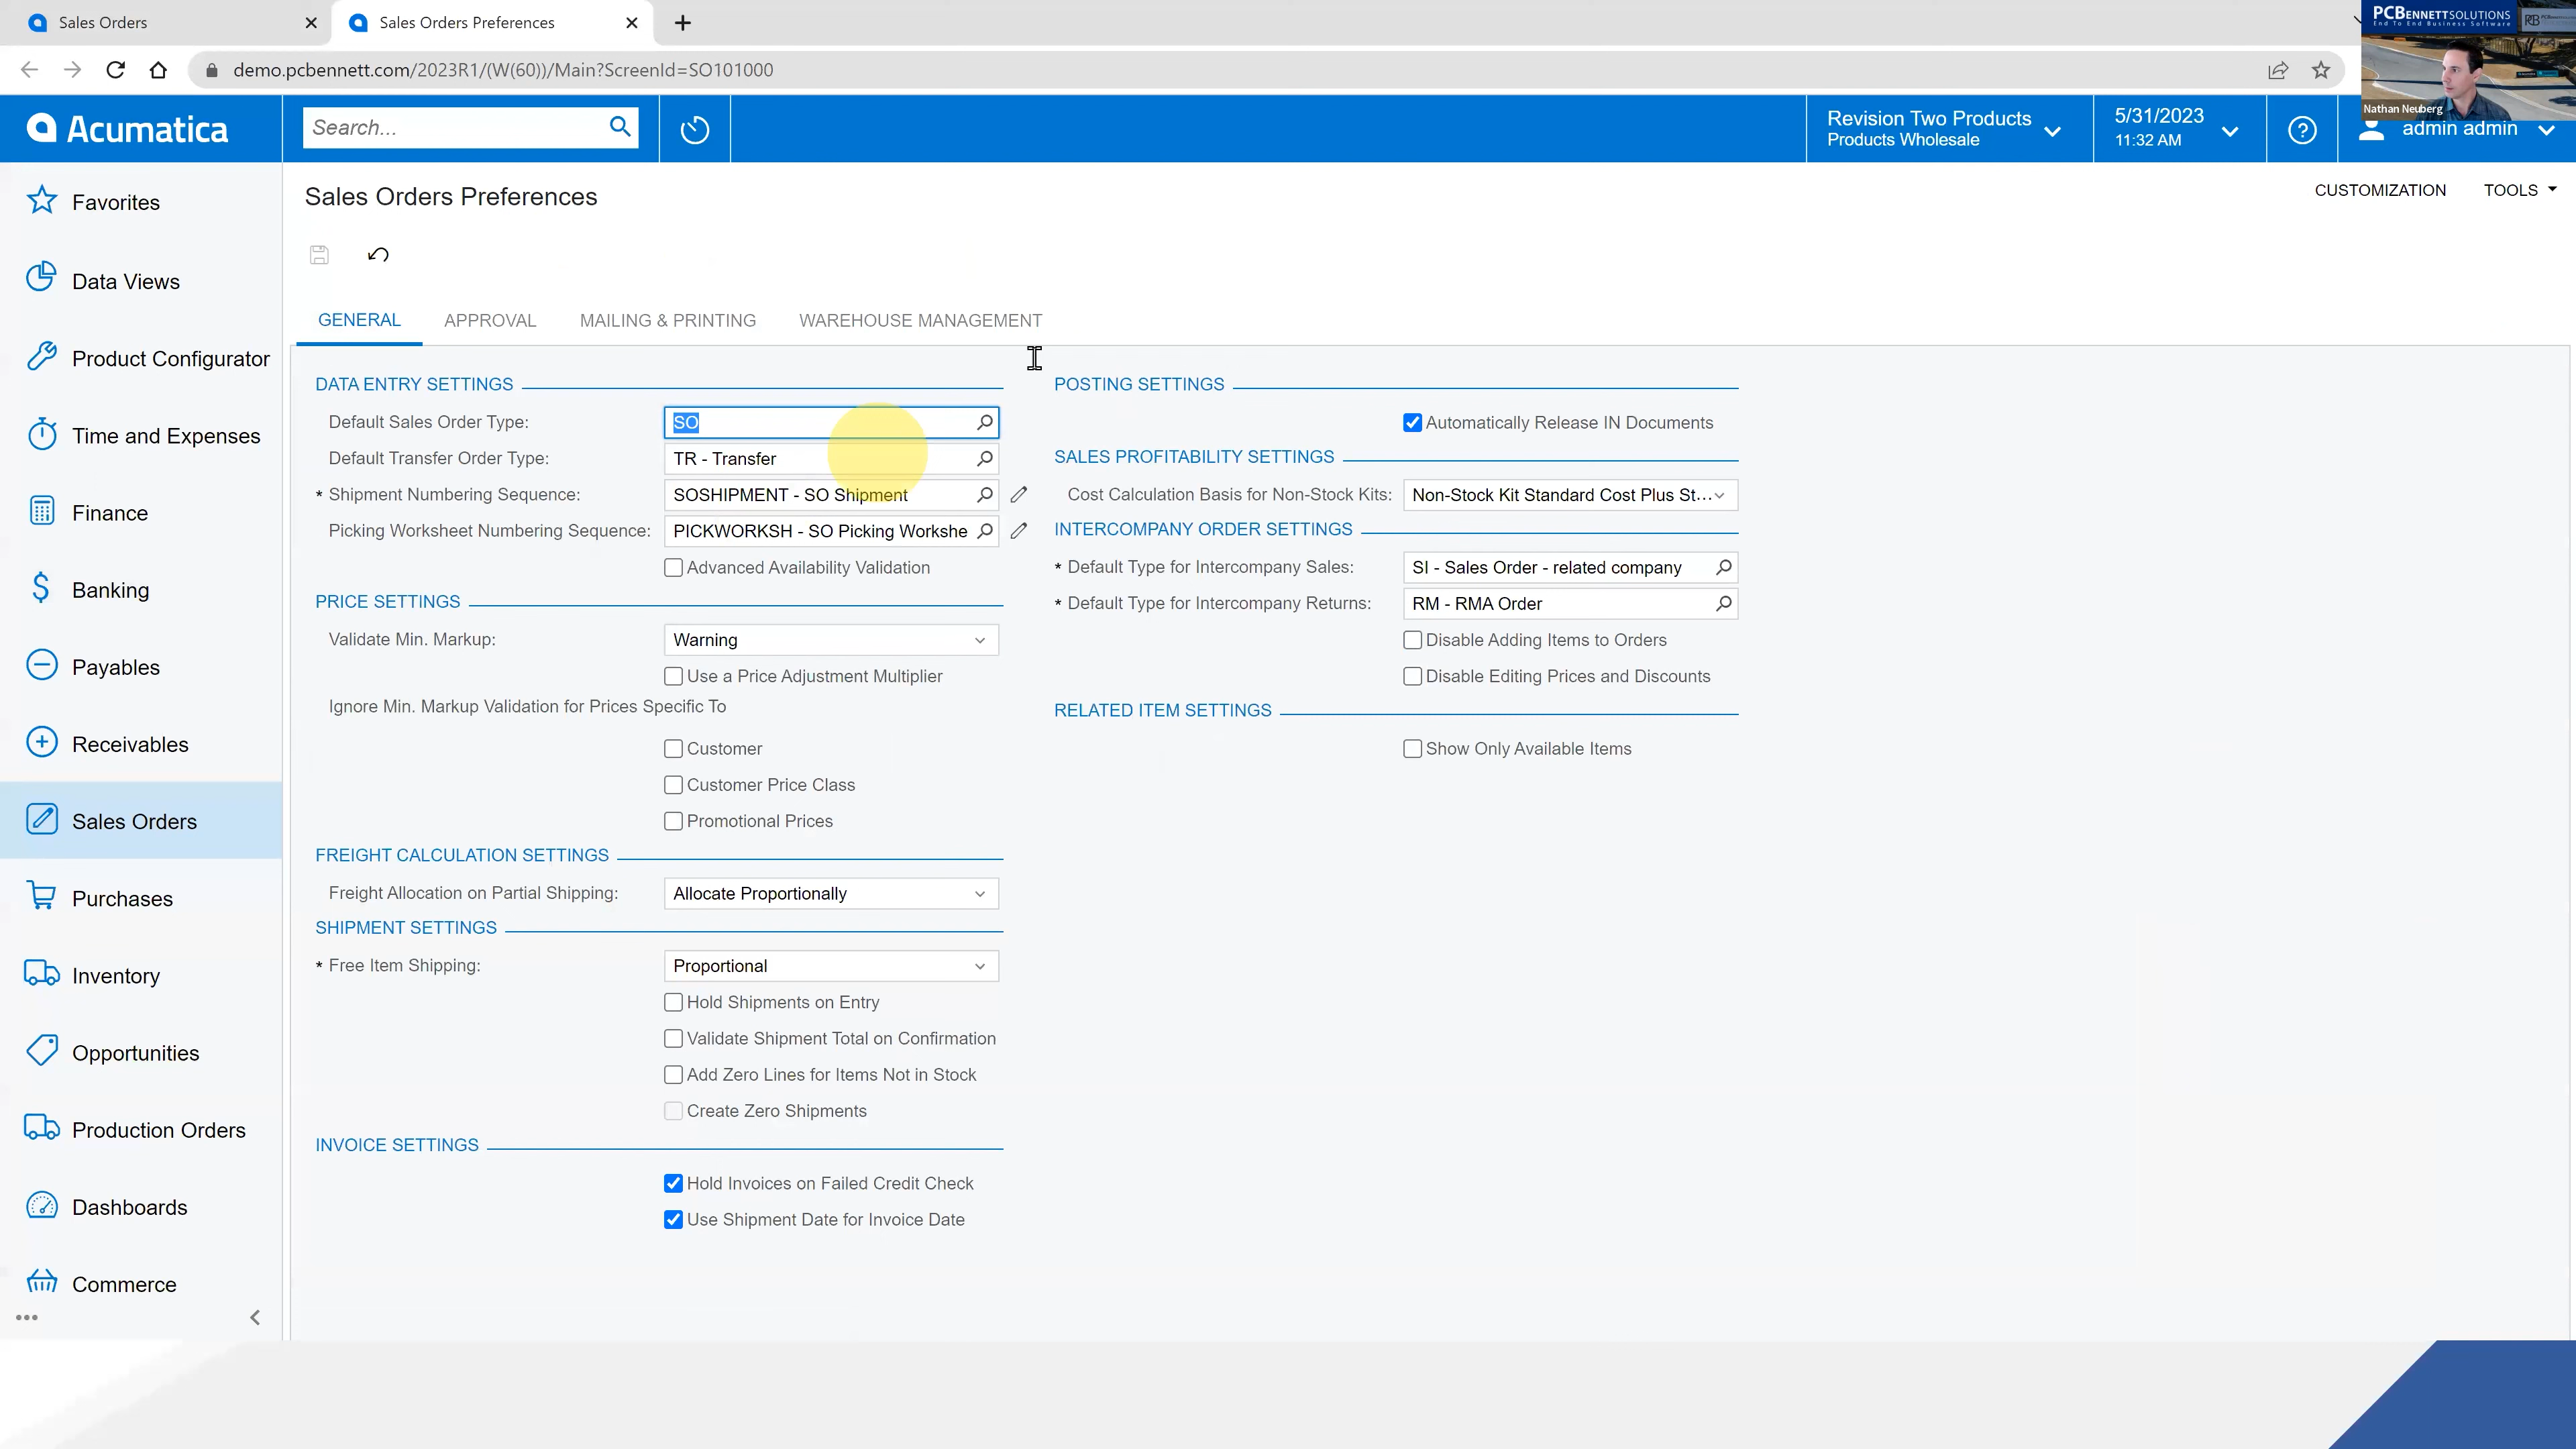 Sales Orders
Sales Orders Preferences
demo.pcbennett.com/2023R1/(W(60))/Main?ScreenId=SO101000
PCBENNETTSOLUTIONS
End To End Business Software
Nathan Neuberg
Acumatica
Search...
Revision Two Products
Products Wholesale
5/31/2023
11:32 AM
admin admin
Favorites
Data Views
Product Configurator
Time and Expenses
Finance
Banking
Payables
Receivables
Sales Orders
Purchases
Inventory
Opportunities
Production Orders
Dashboards
Commerce
Sales Orders Preferences
CUSTOMIZATION TOOLS
GENERAL APPROVAL MAILING & PRINTING WAREHOUSE MANAGEMENT
DATA ENTRY SETTINGS
Default Sales Order Type: SO
Default Transfer Order Type: TR - Transfer
* Shipment Numbering Sequence: SOSHIPMENT - SO Shipment
Picking Worksheet Numbering Sequence: PICKWORKSH - SO Picking Workshe
Advanced Availability Validation
PRICE SETTINGS
Validate Min. Markup: Warning
Use a Price Adjustment Multiplier
Ignore Min. Markup Validation for Prices Specific To
Customer
Customer Price Class
Promotional Prices
FREIGHT CALCULATION SETTINGS
Freight Allocation on Partial Shipping: Allocate Proportionally
SHIPMENT SETTINGS
* Free Item Shipping: Proportional
Hold Shipments on Entry
Validate Shipment Total on Confirmation
Add Zero Lines for Items Not in Stock
Create Zero Shipments
INVOICE SETTINGS
Hold Invoices on Failed Credit Check
Use Shipment Date for Invoice Date
POSTING SETTINGS
Automatically Release IN Documents
SALES PROFITABILITY SETTINGS
Cost Calculation Basis for Non-Stock Kits: Non-Stock Kit Standard Cost Plus St...
INTERCOMPANY ORDER SETTINGS
* Default Type for Intercompany Sales: SI - Sales Order - related company
* Default Type for Intercompany Returns: RM - RMA Order
Disable Adding Items to Orders
Disable Editing Prices and Discounts
RELATED ITEM SETTINGS
Show Only Available Items